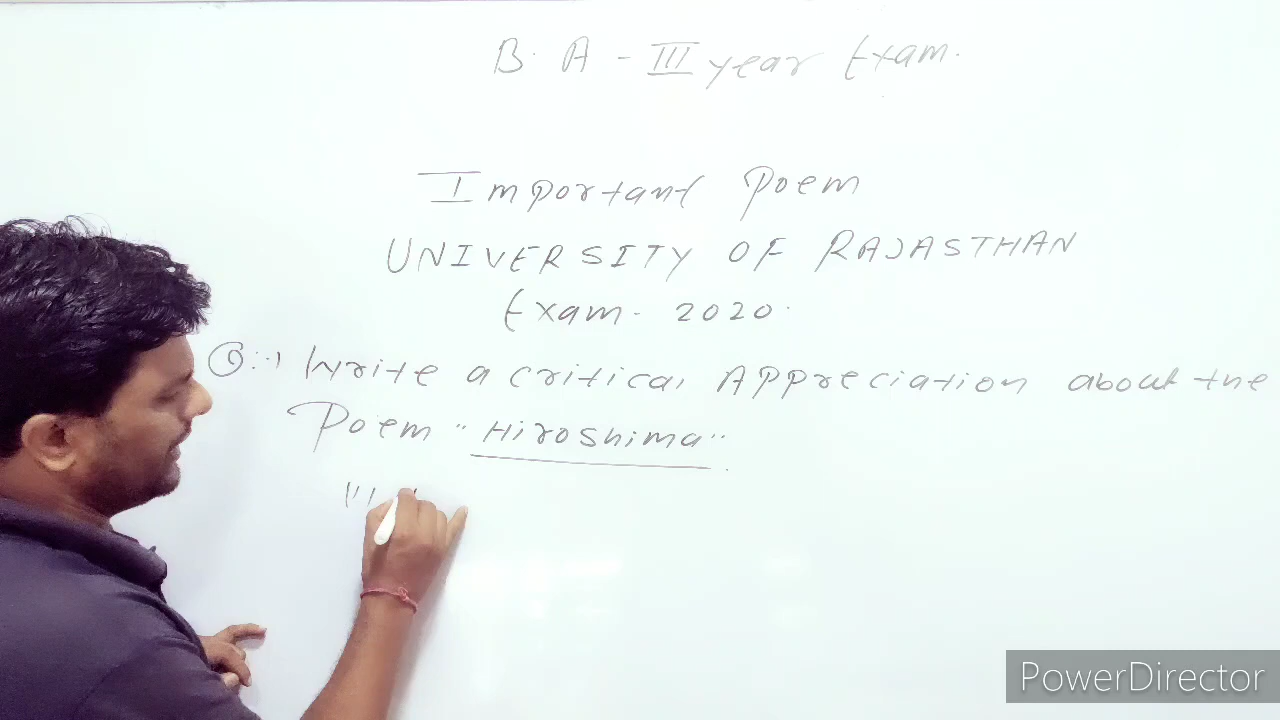 B. A - III year Exam.
Important Poem
UNIVERSITY OF RAJASTHAN
Exam. 2020.
Q:-) Write a critical Appreciation about the
Poem "Hiroshima".
PowerDirector